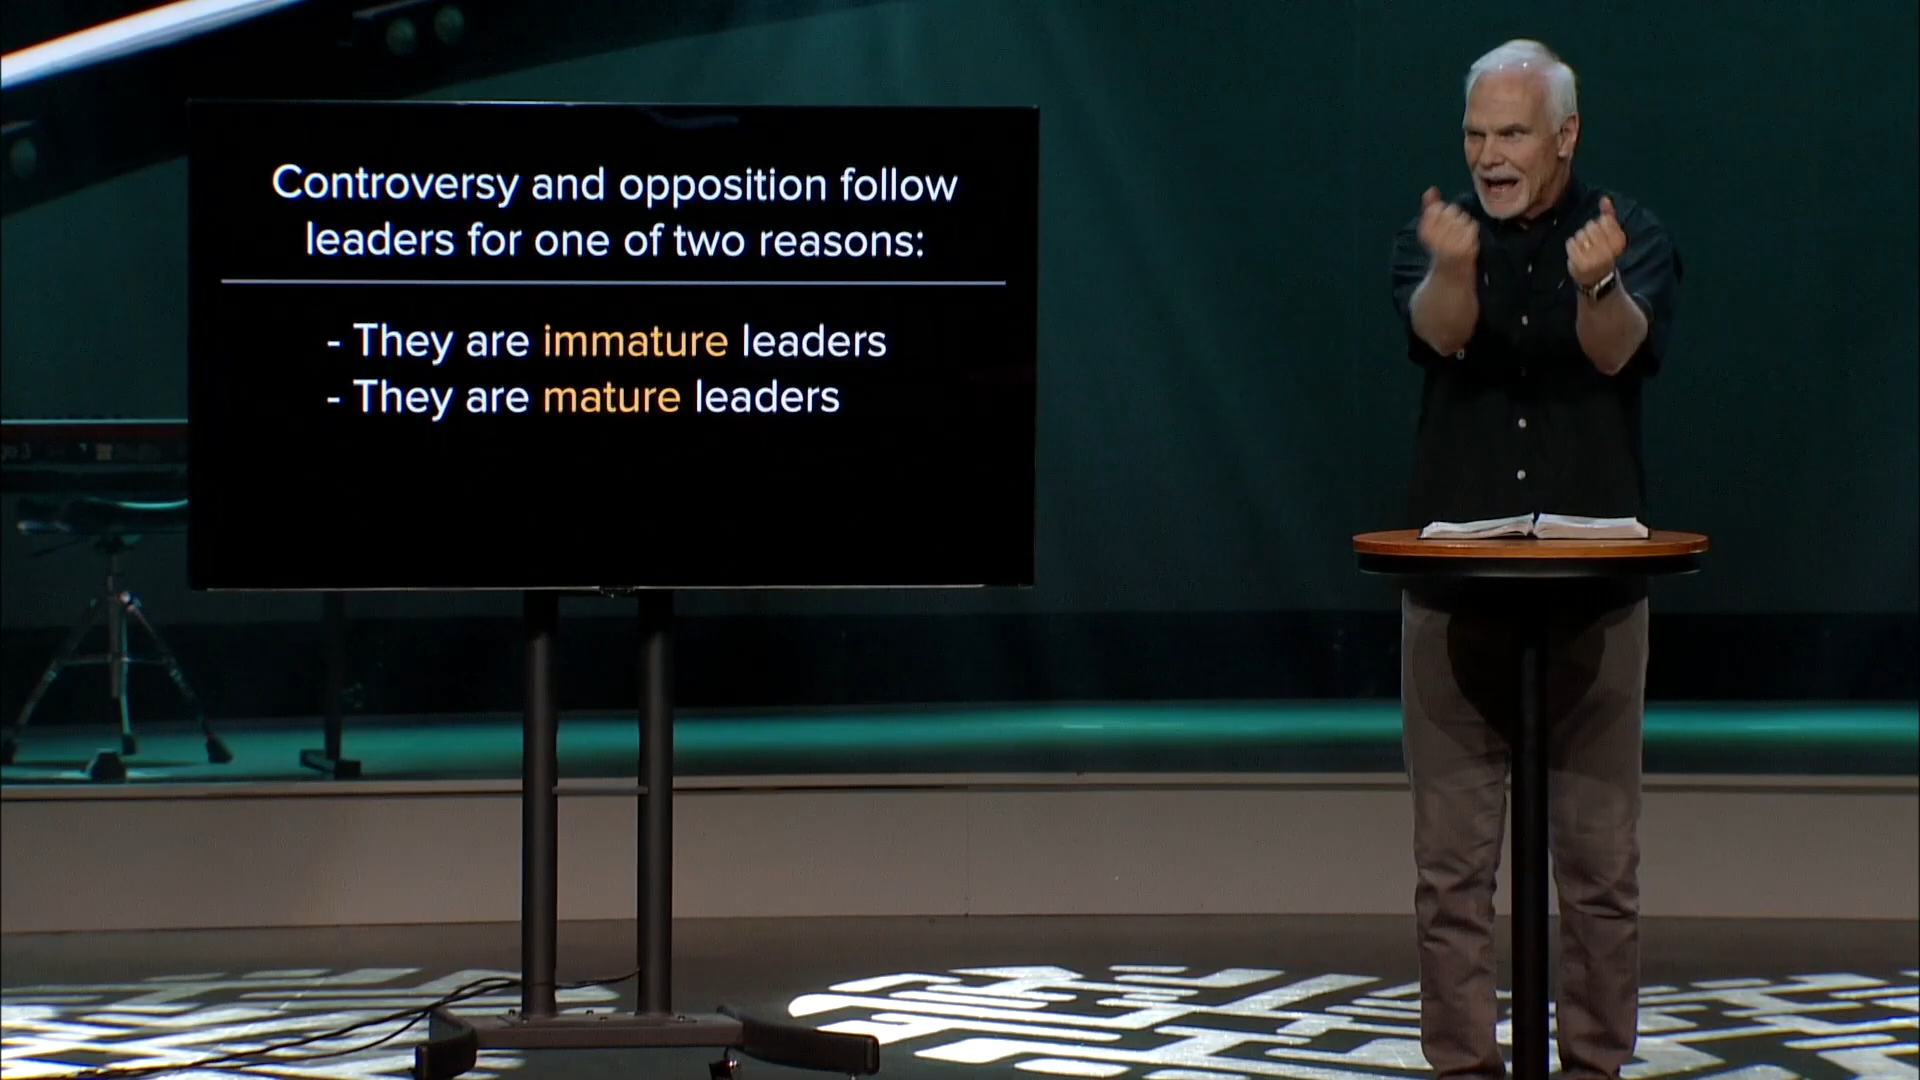 Controversy and opposition follow
leaders for one of two reasons:
- They are immature leaders
- They are mature leaders